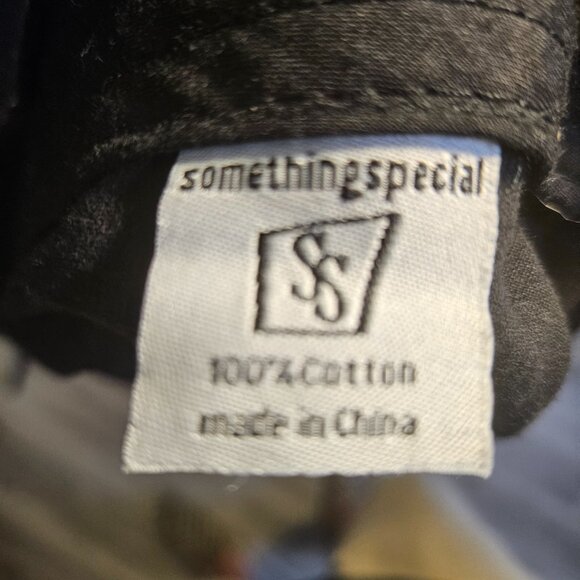 somethingspecial
SS
100% Cotton
made in China